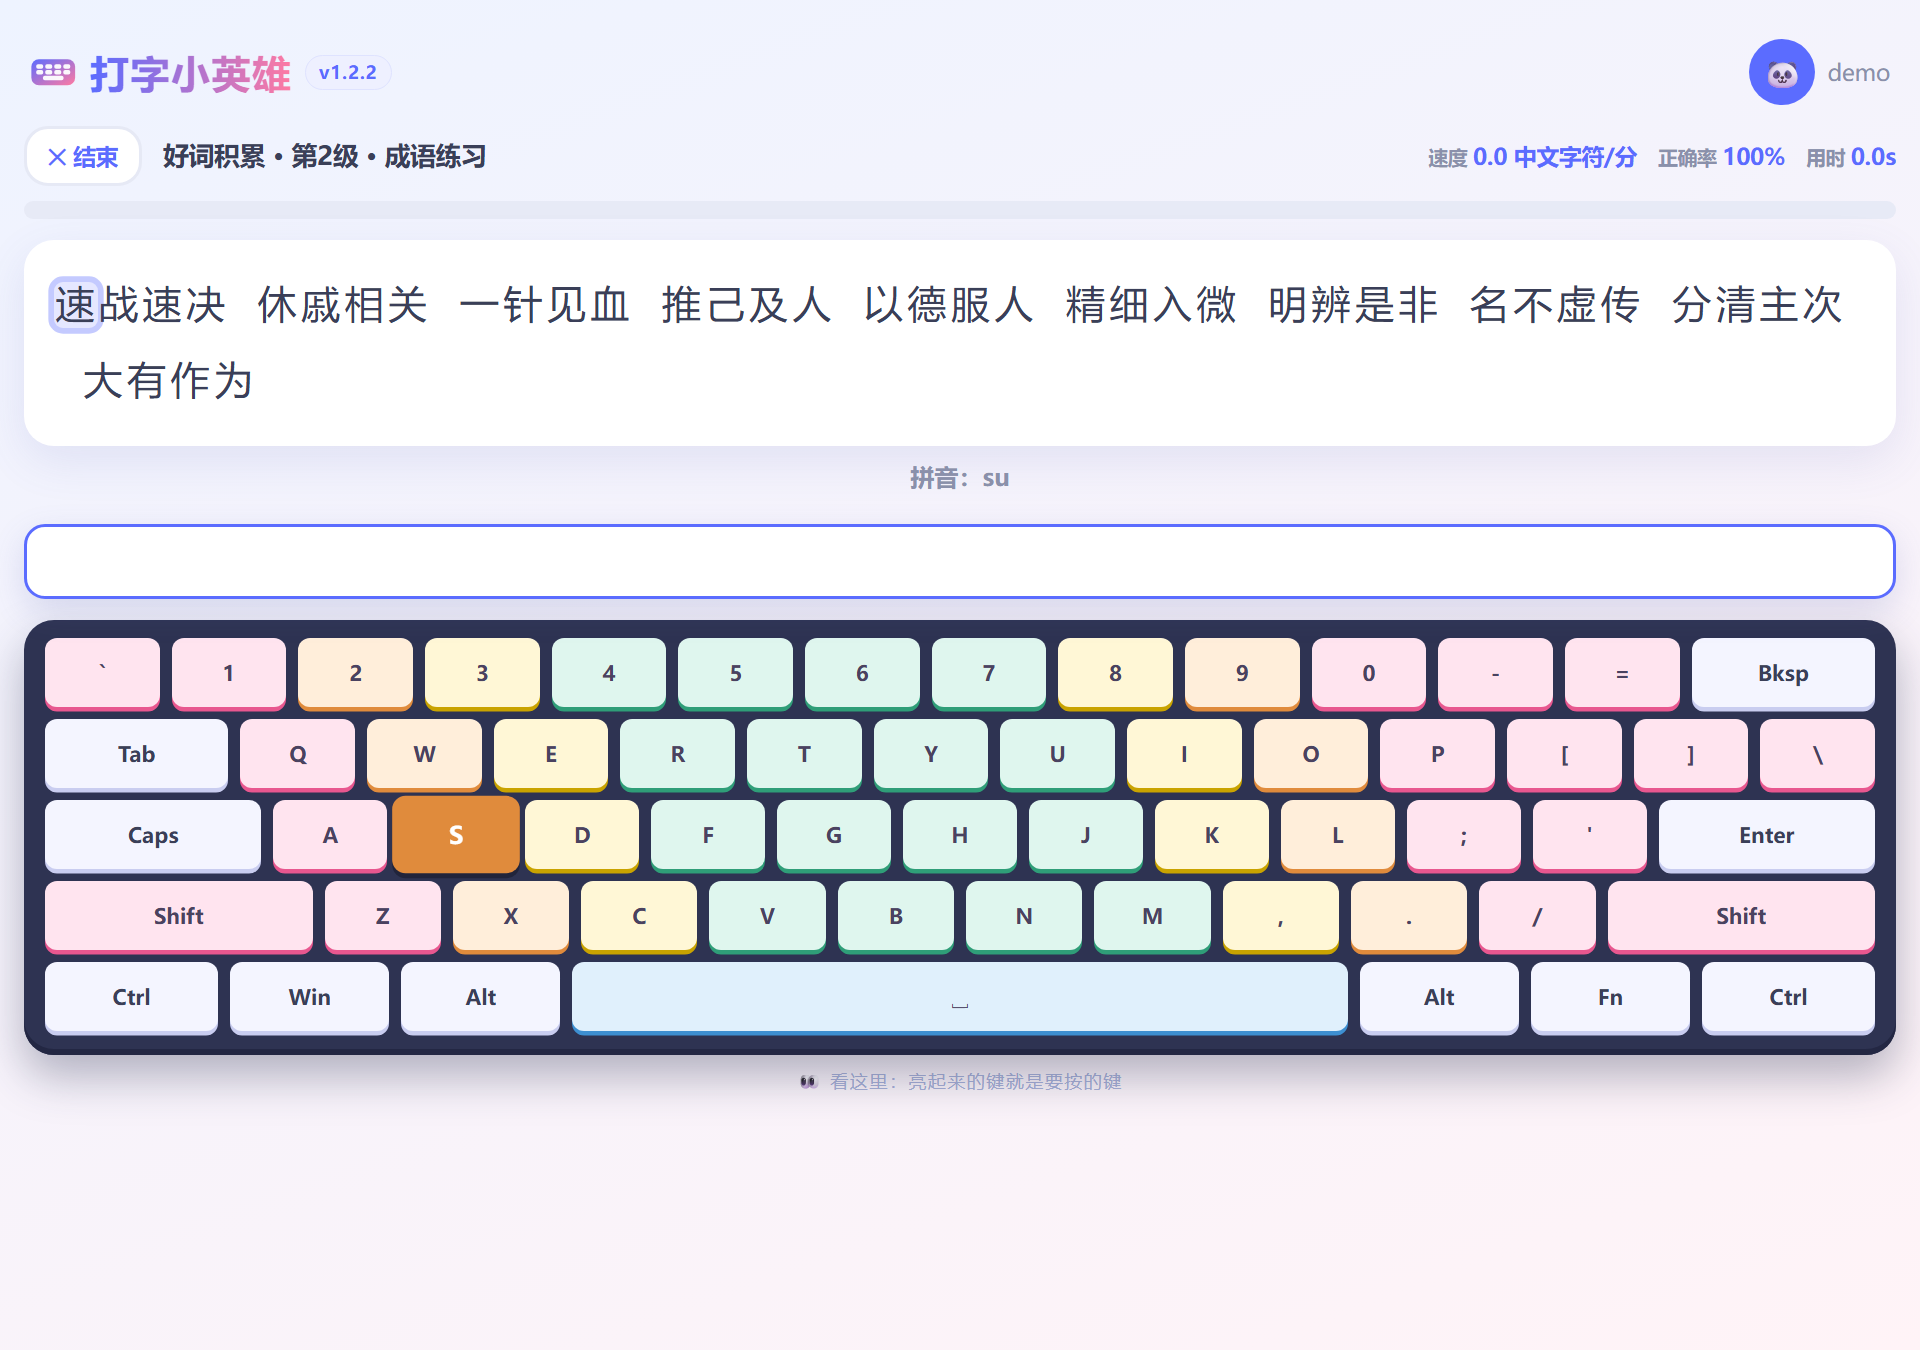 打字小英雄 v1.2.2 demo
结束 好词积累 • 第2级 • 成语练习 速度 0.0 中文字符/分 正确率 100% 用时 0.0s
速战速决 休戚相关 一针见血 推己及人 以德服人 精细入微 明辨是非 名不虚传 分清主次
大有作为
拼音：su
` 1 2 3 4 5 6 7 8 9 0 - = Bksp
Tab Q W E R T Y U I O P [ ] \
Caps A S D F G H J K L ; ' Enter
Shift Z X C V B N M , . / Shift
Ctrl Win Alt ⎵ Alt Fn Ctrl
👀 看这里：亮起来的键就是要按的键